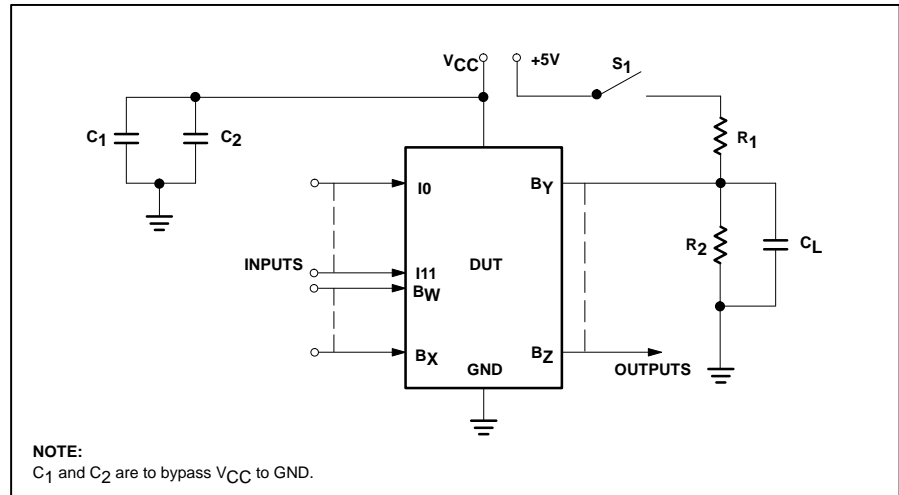 VCC
+5V
S1
C1
C2
R1
I0
BY
R2
CL
INPUTS
DUT
I11
BW
BX
GND
BZ
OUTPUTS
NOTE:
C1 and C2 are to bypass VCC to GND.